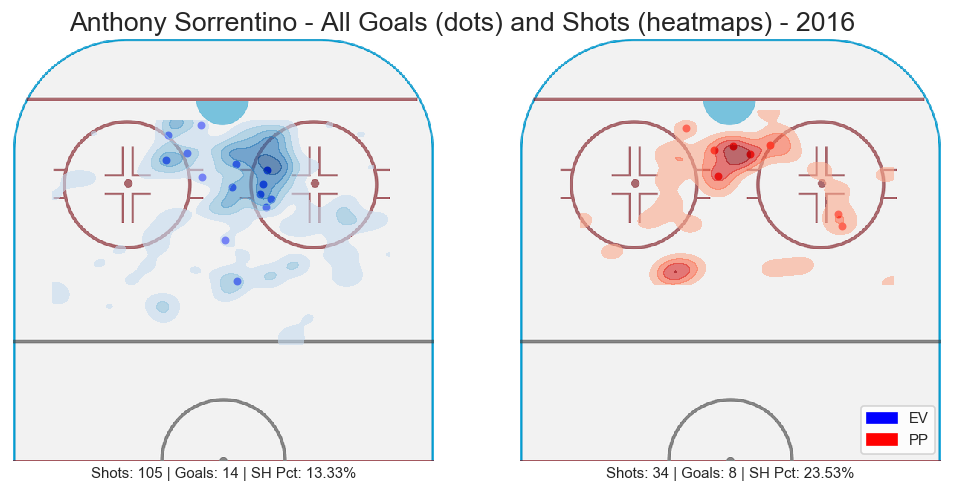 Anthony Sorrentino - All Goals (dots) and Shots (heatmaps) - 2016
EV
PP
Shots: 105 | Goals: 14 | SH Pct: 13.33%
Shots: 34 | Goals: 8 | SH Pct: 23.53%